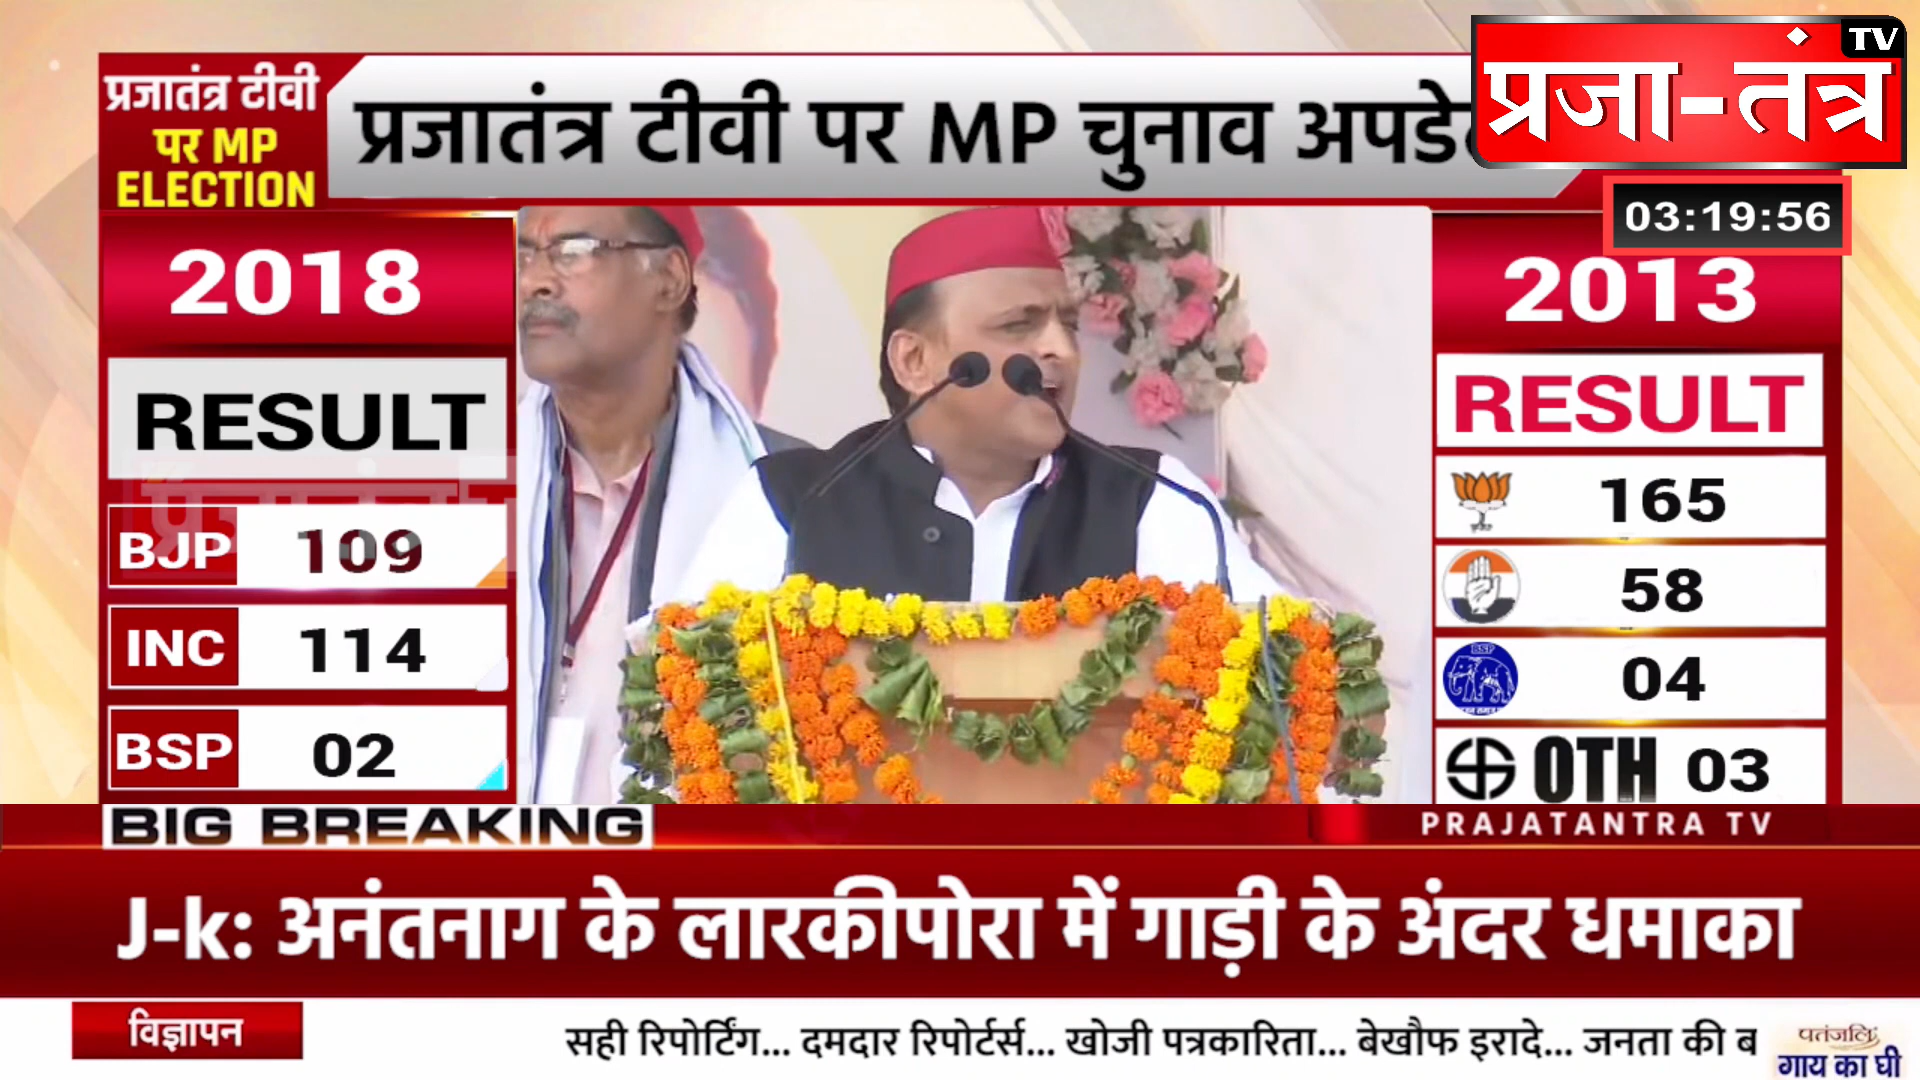 प्रजातंत्र टीवी
पर MP
ELECTION
प्रजातंत्र टीवी पर MP चुनाव
TV
प्रजा-तंत्र
03:19:56
2018
RESULT
BJP 109
INC 114
BSP 02
2013
RESULT
165
58
BSP
04
OTH 03
BIG BREAKING
PRAJATANTRA TV
J-k: अनंतनाग के लारकीपोरा में गाड़ी के अंदर धमाका
विज्ञापन
सही रिपोर्टिंग... दमदार रिपोर्टर्स... खोजी पत्रकारिता... बेखौफ इरादे... जनता की ब
पतंजलि
गाय का घी